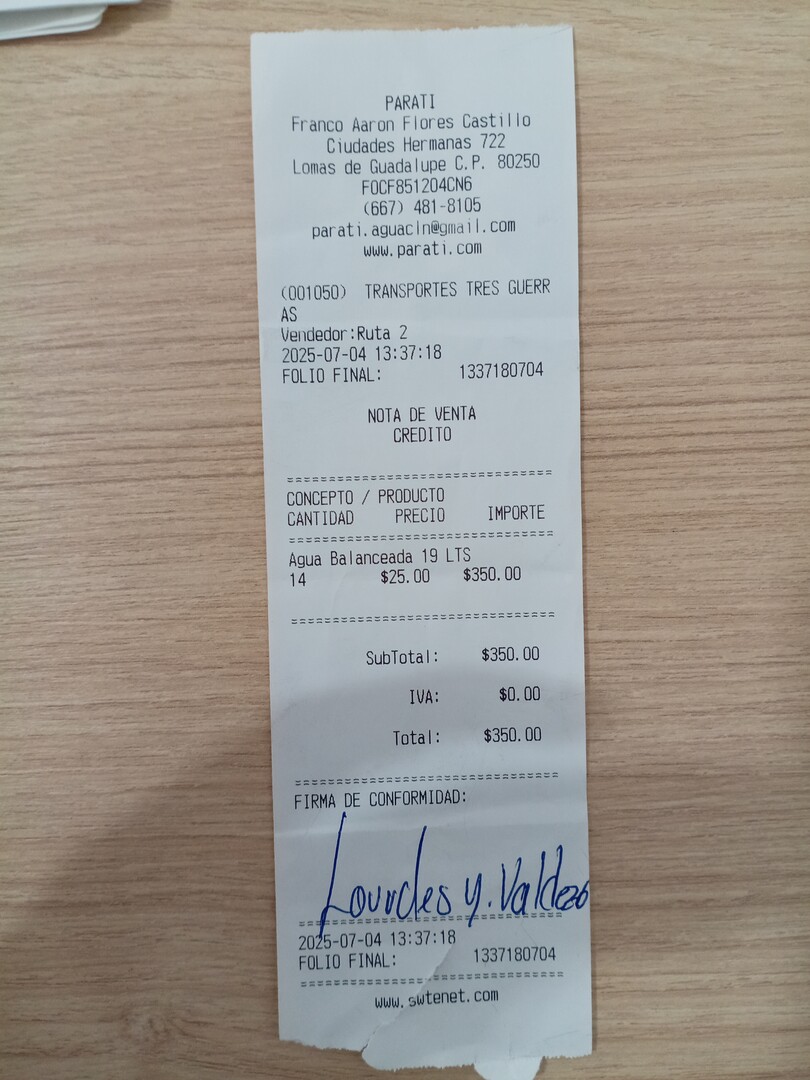 PARATI
Franco Aaron Flores Castillo
Ciudades Hermanas 722
Lomas de Guadalupe C.P. 80250
FOCF851204CN6
(667) 481-8105
parati.aguacln@gmail.com
www.parati.com
(001050) TRANSPORTES TRES GUERR
AS
Vendedor:Ruta 2
2025-07-04 13:37:18
FOLIO FINAL: 1337180704
NOTA DE VENTA
CREDITO
================================
CONCEPTO / PRODUCTO
CANTIDAD PRECIO IMPORTE
================================
Agua Balanceada 19 LTS
14 $25.00 $350.00
================================
SubTotal: $350.00
IVA: $0.00
Total: $350.00
================================
FIRMA DE CONFORMIDAD:
Lourdes y. Valdez
================================
2025-07-04 13:37:18
FOLIO FINAL: 1337180704
================================
www.swtenet.com